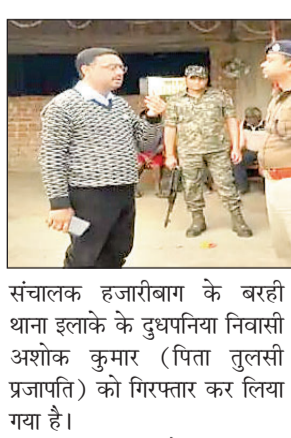 संचालक हजारीबाग के बरही
थाना इलाके के दुधपनिया निवासी
अशोक कुमार (पिता तुलसी
प्रजापति) को गिरफ्तार कर लिया
गया है।